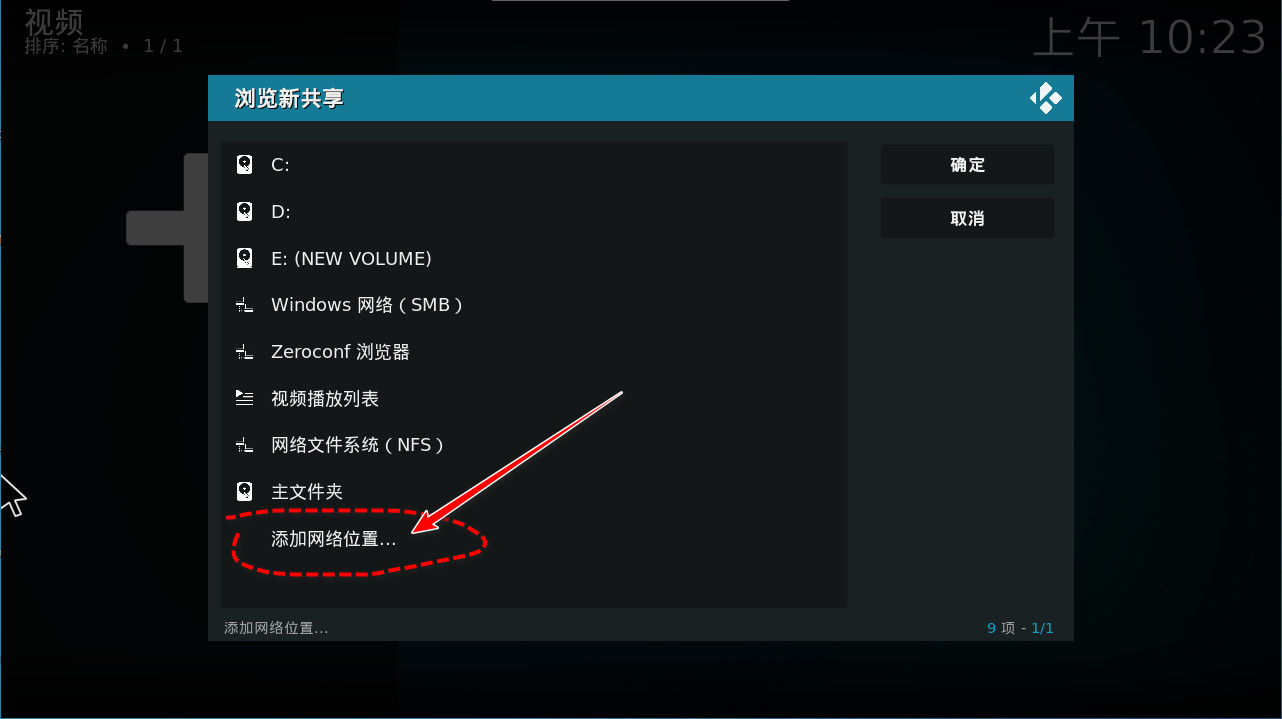 视频
排序: 名称 • 1 / 1
上午 10:23
浏览新共享
C:
D:
E: (NEW VOLUME)
Windows 网络（SMB）
Zeroconf 浏览器
视频播放列表
网络文件系统（NFS）
主文件夹
添加网络位置...
确定
取消
添加网络位置...
9 项 - 1/1